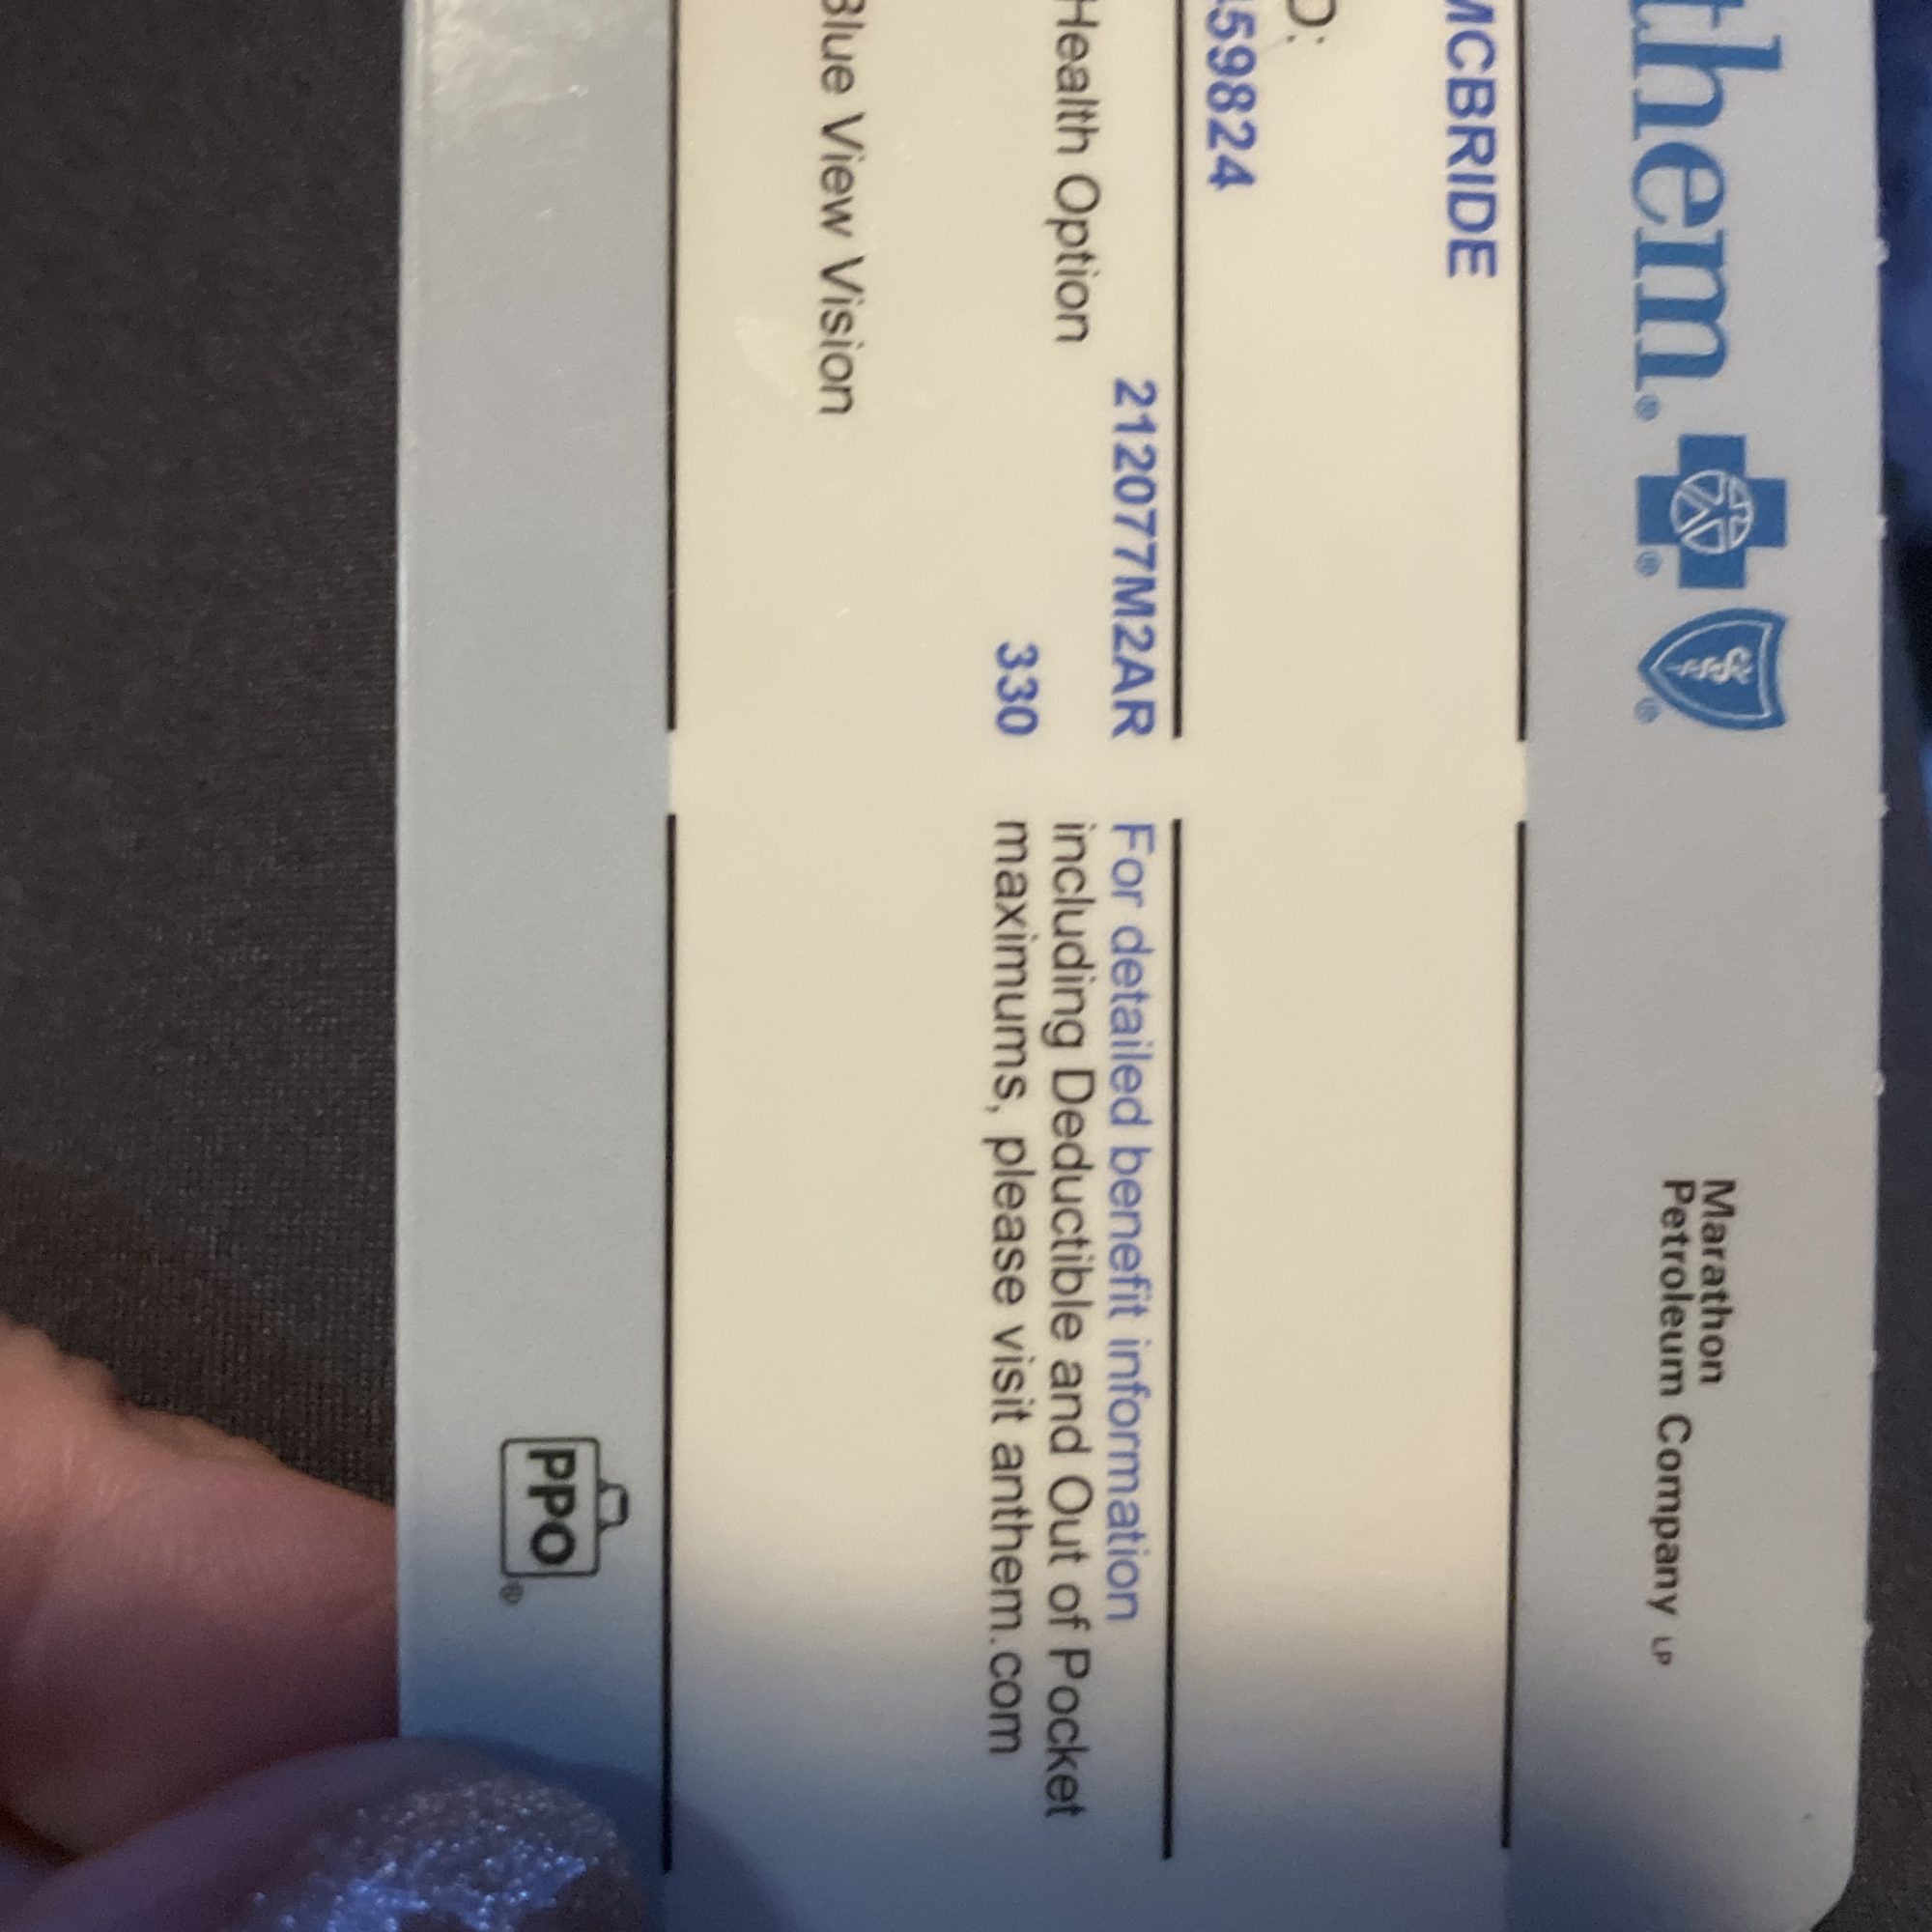 them.
Marathon
Petroleum Company LP
MCBRIDE
D:
459824
212077M2AR
Health Option
330
Blue View Vision
For detailed benefit information
including Deductible and Out of Pocket
maximums, please visit anthem.com
PPO